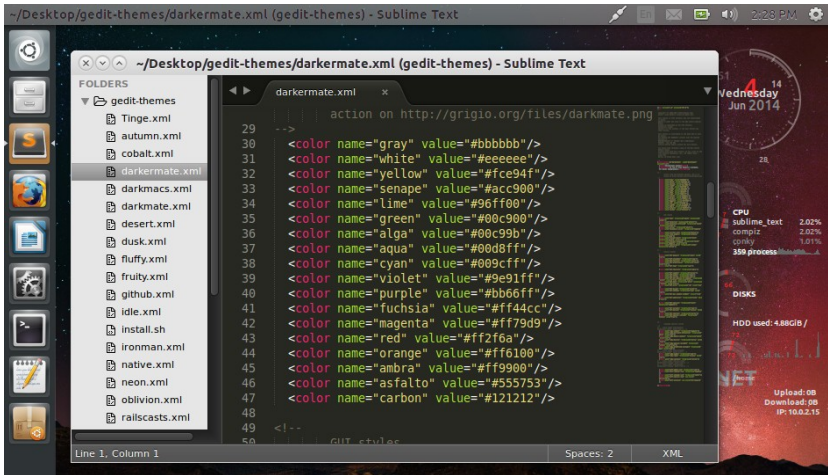 ~/Desktop/gedit-themes/darkermate.xml (gedit-themes) - Sublime Text
En
2:28 PM
~/Desktop/gedit-themes/darkermate.xml (gedit-themes) - Sublime Text
FOLDERS
gedit-themes
Tinge.xml
autumn.xml
cobalt.xml
darkermate.xml
darkmacs.xml
darkmate.xml
desert.xml
dusk.xml
fluffy.xml
fruity.xml
github.xml
idle.xml
install.sh
ironman.xml
native.xml
neon.xml
oblivion.xml
railscasts.xml
darkermate.xml
action on http://grigio.org/files/darkmate.png
29 -->
30 <color name="gray" value="#bbbbbb"/>
31 <color name="white" value="#eeeeee"/>
32 <color name="yellow" value="#fce94f"/>
33 <color name="senape" value="#acc900"/>
34 <color name="lime" value="#96ff00"/>
35 <color name="green" value="#00c900"/>
36 <color name="alga" value="#00c99b"/>
37 <color name="aqua" value="#00d8ff"/>
38 <color name="cyan" value="#009cff"/>
39 <color name="violet" value="#9e91ff"/>
40 <color name="purple" value="#bb66ff"/>
41 <color name="fuchsia" value="#ff44cc"/>
42 <color name="magenta" value="#ff79d9"/>
43 <color name="red" value="#ff2f6a"/>
44 <color name="orange" value="#ff6100"/>
45 <color name="ambra" value="#ff9900"/>
46 <color name="asfalto" value="#555753"/>
47 <color name="carbon" value="#121212"/>
48
49 <!--
50 GUI styles
Line 1, Column 1
Spaces: 2
XML
51
4
14
Wednesday
Jun 2014
28
CPU
sublime_text 2.02%
compiz 2.02%
conky 1.01%
359 process
DISKS
HDD used: 4.88GiB /
NET
Upload: 0B
Download: 0B
IP: 10.0.2.15